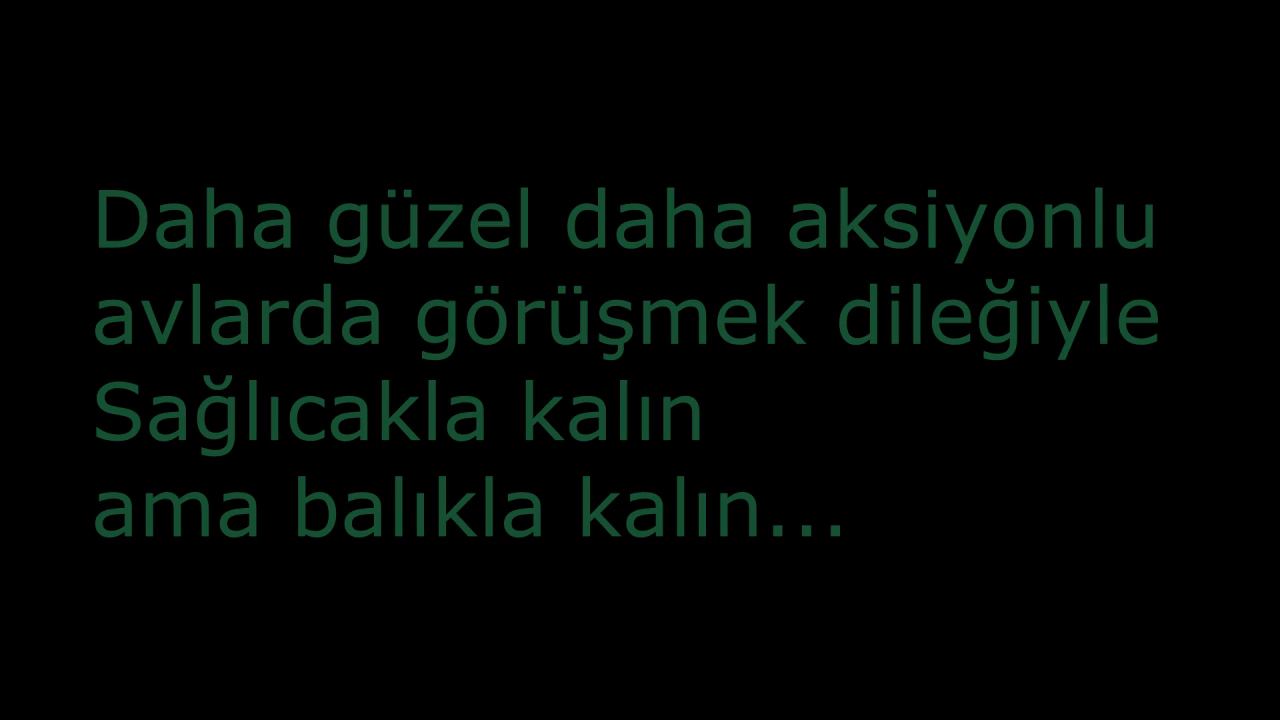 Daha güzel daha aksiyonlu
avlarda görüşmek dileğiyle
Sağlıcakla kalın
ama balıkla kalın...